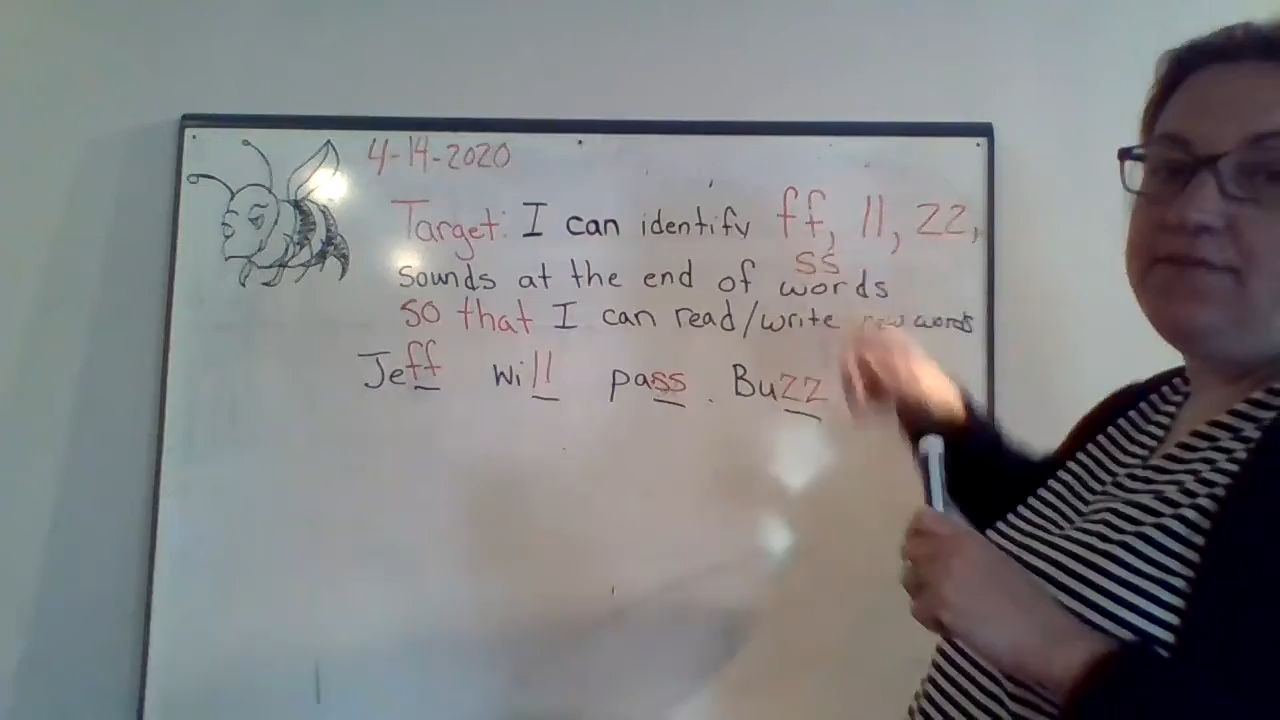 4-14-2020
Target: I can identify ff, ll, zz,
ss
sounds at the end of words
so that I can read/write new words
Jeff will pass. Buzz